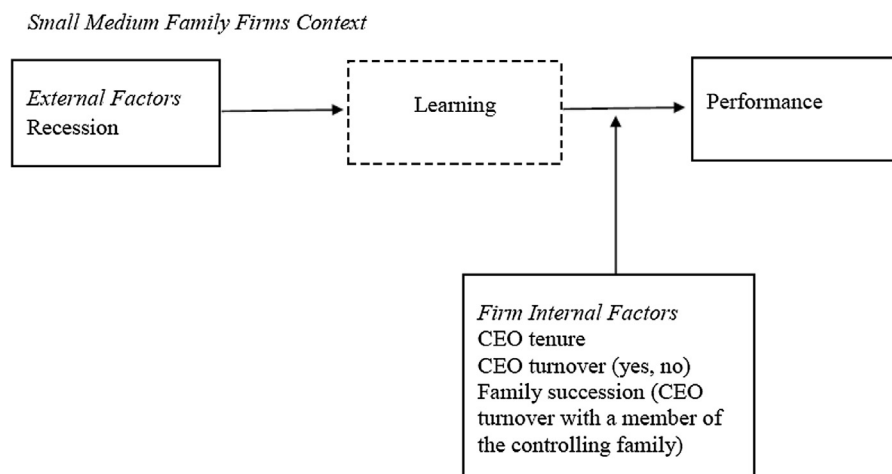 Small Medium Family Firms Context
External Factors
Recession
Learning
Performance
Firm Internal Factors
CEO tenure
CEO turnover (yes, no)
Family succession (CEO
turnover with a member of
the controlling family)